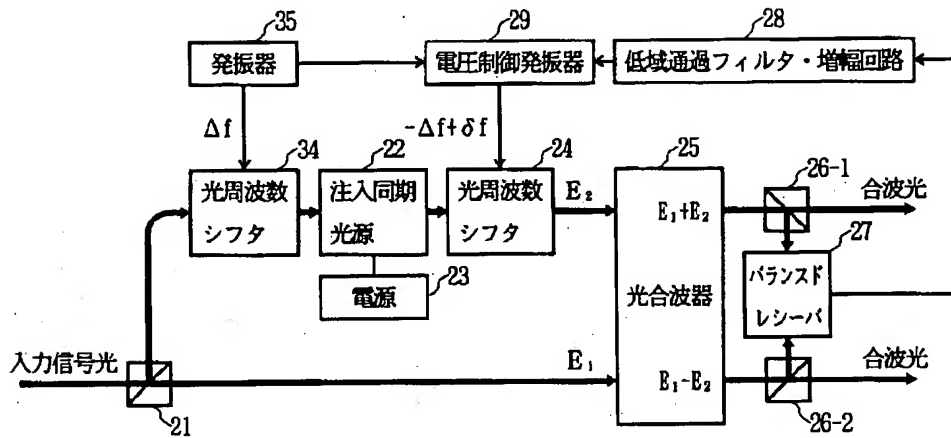 35
発振器
29
電圧制御発振器
28
低域通過フィルタ・増幅回路
Δf
-Δf+δf
34
光周波数
シフタ
22
注入同期
光源
24
光周波数
シフタ
E₂
25
E₁+E₂
光合波器
E₁-E₂
26-1
合波光
27
バランスド
レシーバ
電源
23
入力信号光
21
E₁
合波光
26-2